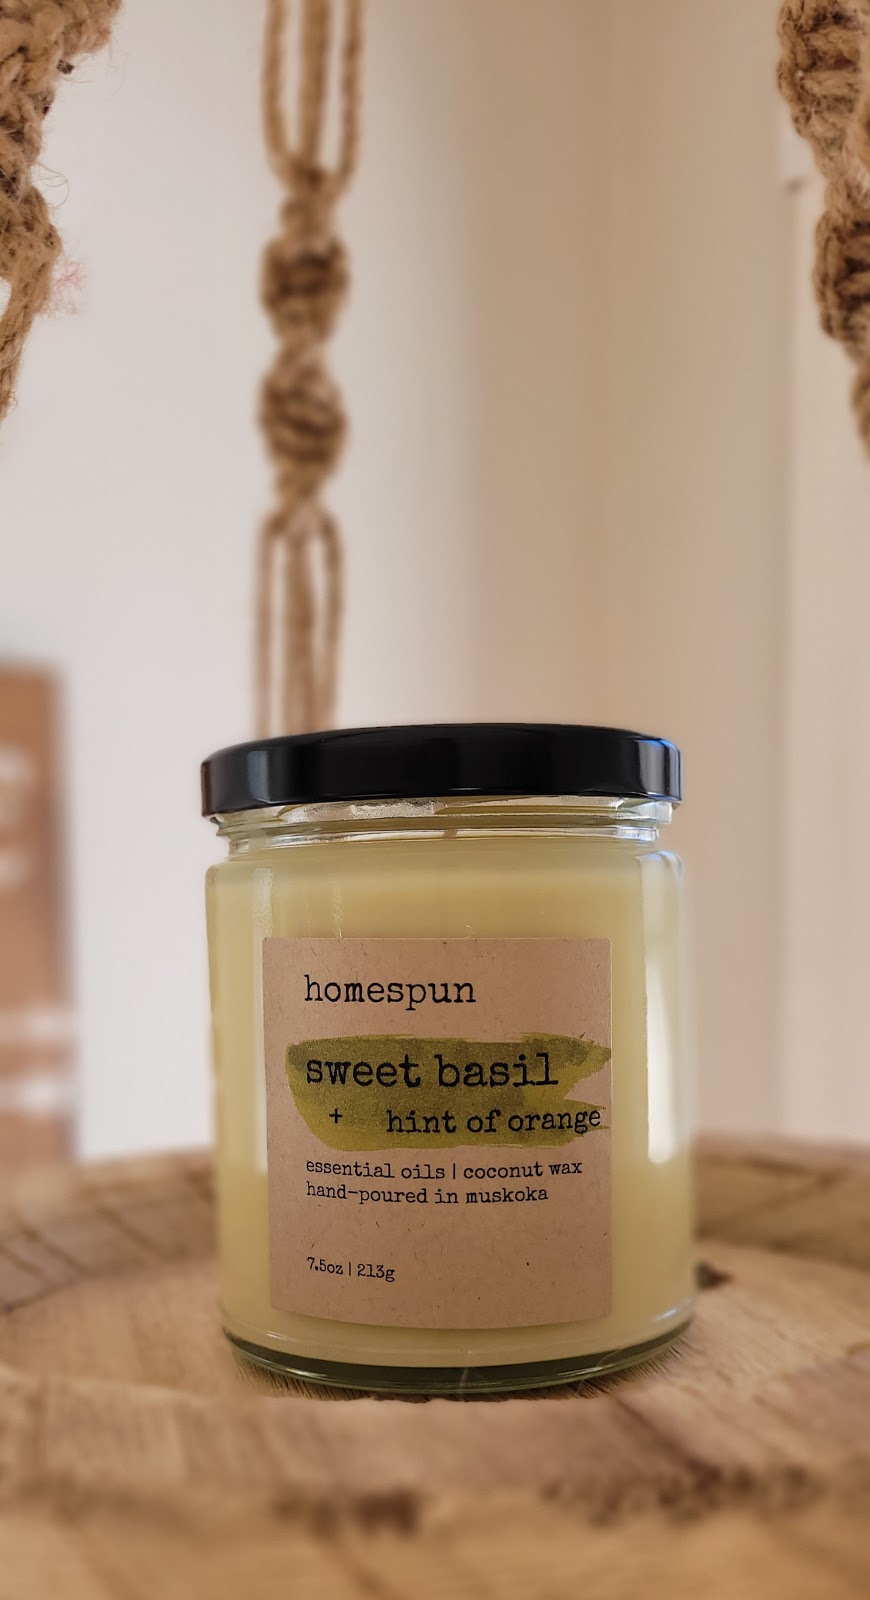 homespun
sweet basil
+ hint of orange
essential oils | coconut wax
hand-poured in muskoka
7.5oz | 213g